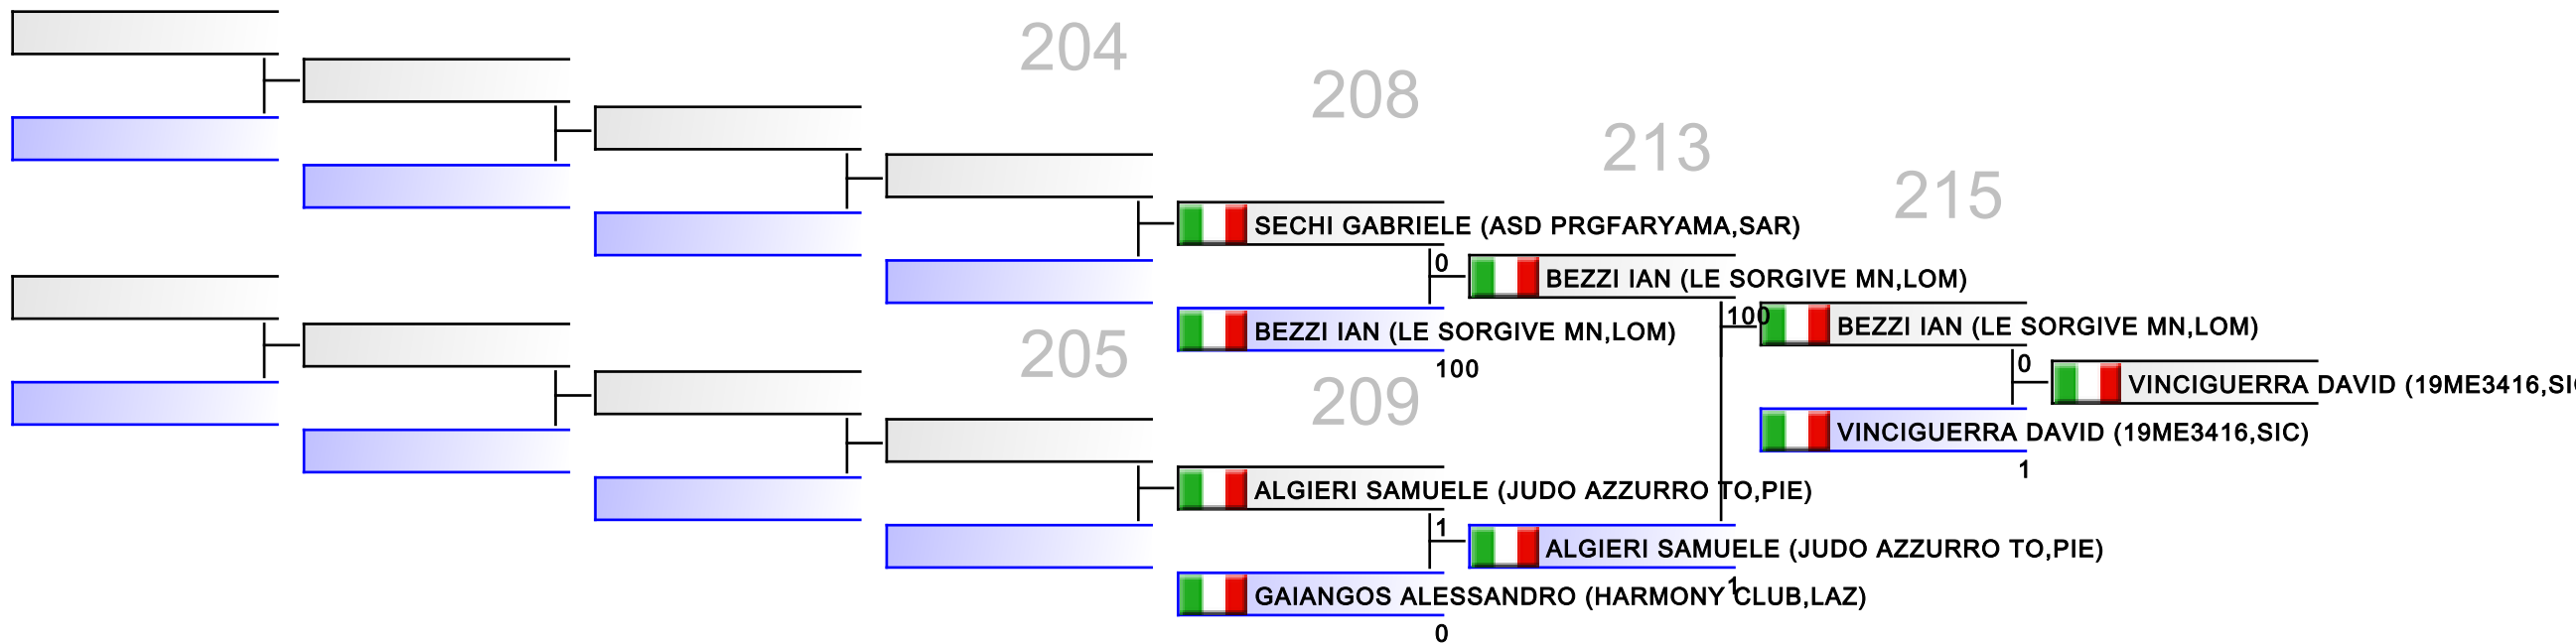 204
208
213
215
SECHI GABRIELE (ASD PRGFARYAMA,SAR)
0
BEZZI IAN (LE SORGIVE MN,LOM)
BEZZI IAN (LE SORGIVE MN,LOM)
100
100
BEZZI IAN (LE SORGIVE MN,LOM)
0
VINCIGUERRA DAVID (19ME3416,SI
VINCIGUERRA DAVID (19ME3416,SIC)
1
205
209
ALGIERI SAMUELE (JUDO AZZURRO TO,PIE)
1
ALGIERI SAMUELE (JUDO AZZURRO TO,PIE)
1
GAIANGOS ALESSANDRO (HARMONY CLUB,LAZ)
0